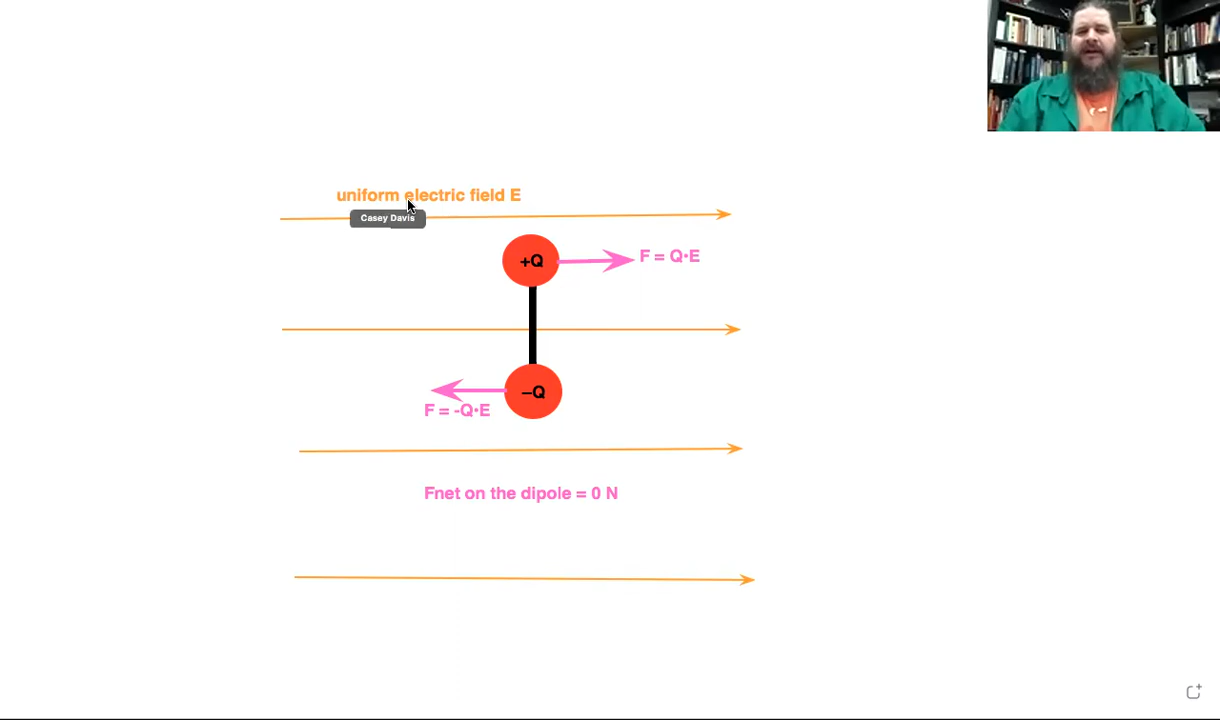 uniform electric field E
Casey Davis
+Q
F = Q·E
–Q
F = -Q·E
Fnet on the dipole = 0 N